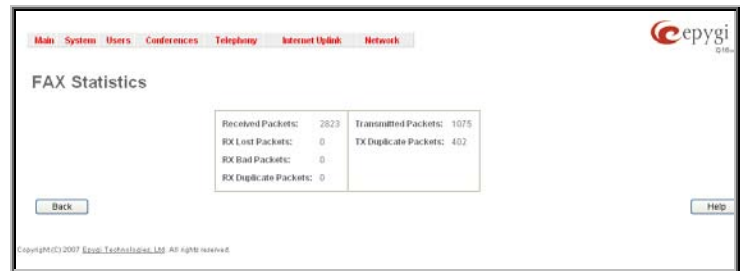 epygi
Main System Users Conferences Telephony Internet Uplink Network
FAX Statistics
Received Packets: 2823 Transmitted Packets: 1075
RX Lost Packets: 0 TX Duplicate Packets: 402
RX Bad Packets: 0
RX Duplicate Packets: 0
Back Help
Copyright(C) 2007 Epygi Technologies, Ltd. All rights reserved.